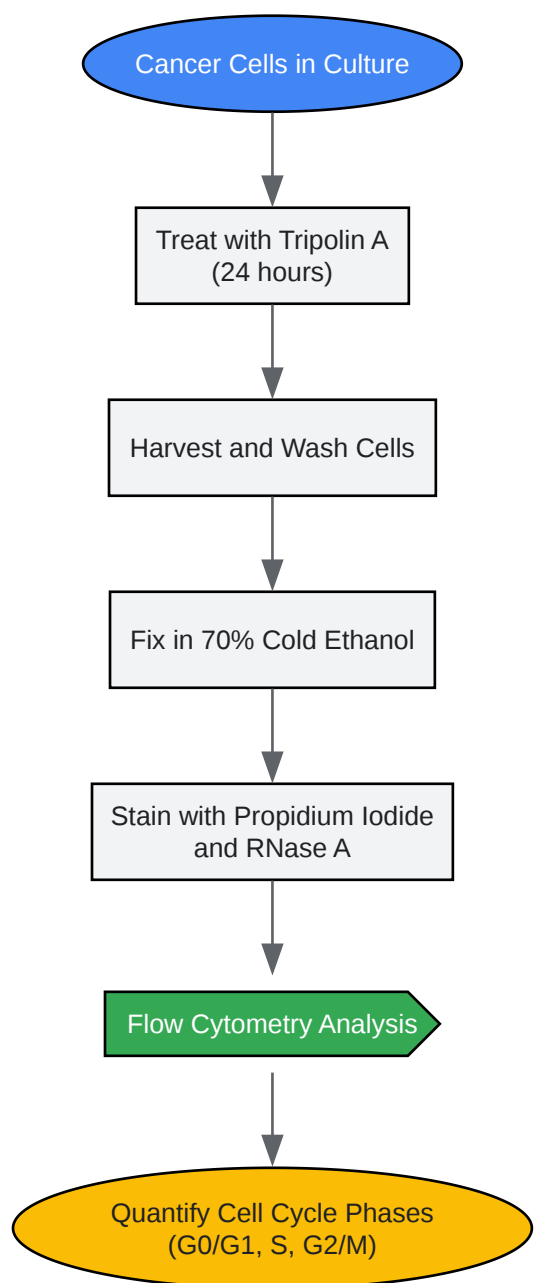 Cancer Cells in Culture
Treat with Tripolin A
(24 hours)
Harvest and Wash Cells
Fix in 70% Cold Ethanol
Stain with Propidium Iodide
and RNase A
Flow Cytometry Analysis
Quantify Cell Cycle Phases
(G0/G1, S, G2/M)